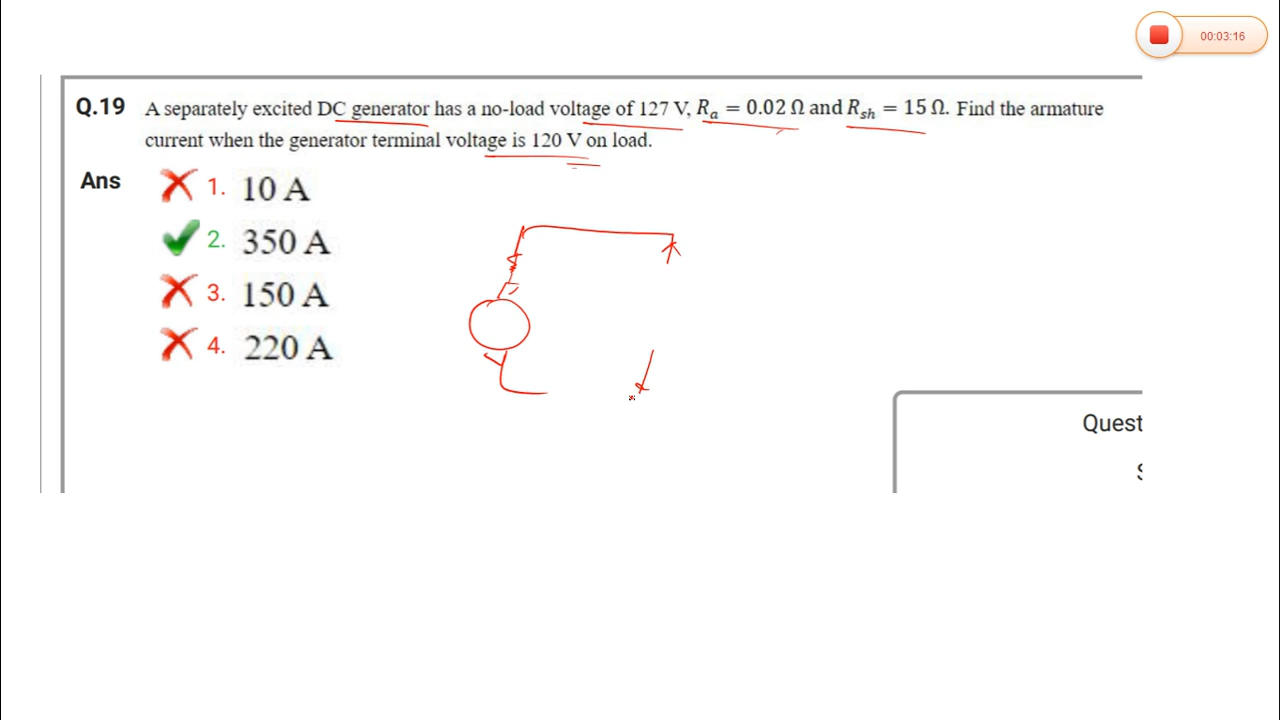 00:03:16
Q.19 A separately excited DC generator has a no-load voltage of 127 V, Rₐ = 0.02 Ω and Rₛₕ = 15 Ω. Find the armature
current when the generator terminal voltage is 120 V on load.
Ans
1. 10 A
2. 350 A
3. 150 A
4. 220 A
Quest